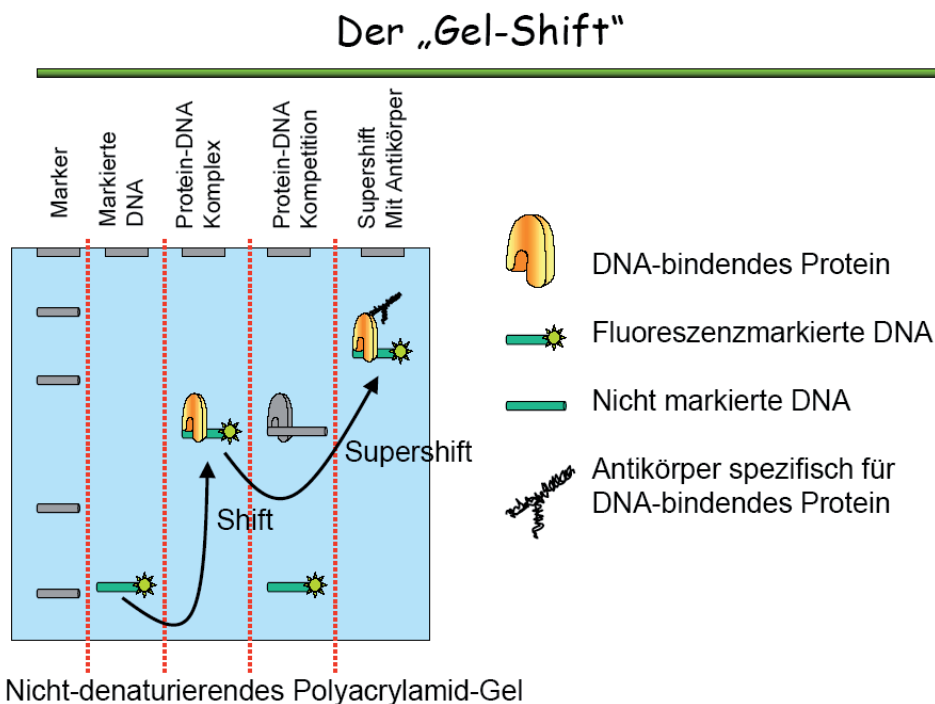 Der „Gel-Shift“
Marker
Markierte
DNA
Protein-DNA
Komplex
Protein-DNA
Kompetition
Supershift
Mit Antikörper
DNA-bindendes Protein
Fluoreszenzmarkierte DNA
Nicht markierte DNA
Antikörper spezifisch für
DNA-bindendes Protein
Supershift
Shift
Nicht-denaturierendes Polyacrylamid-Gel